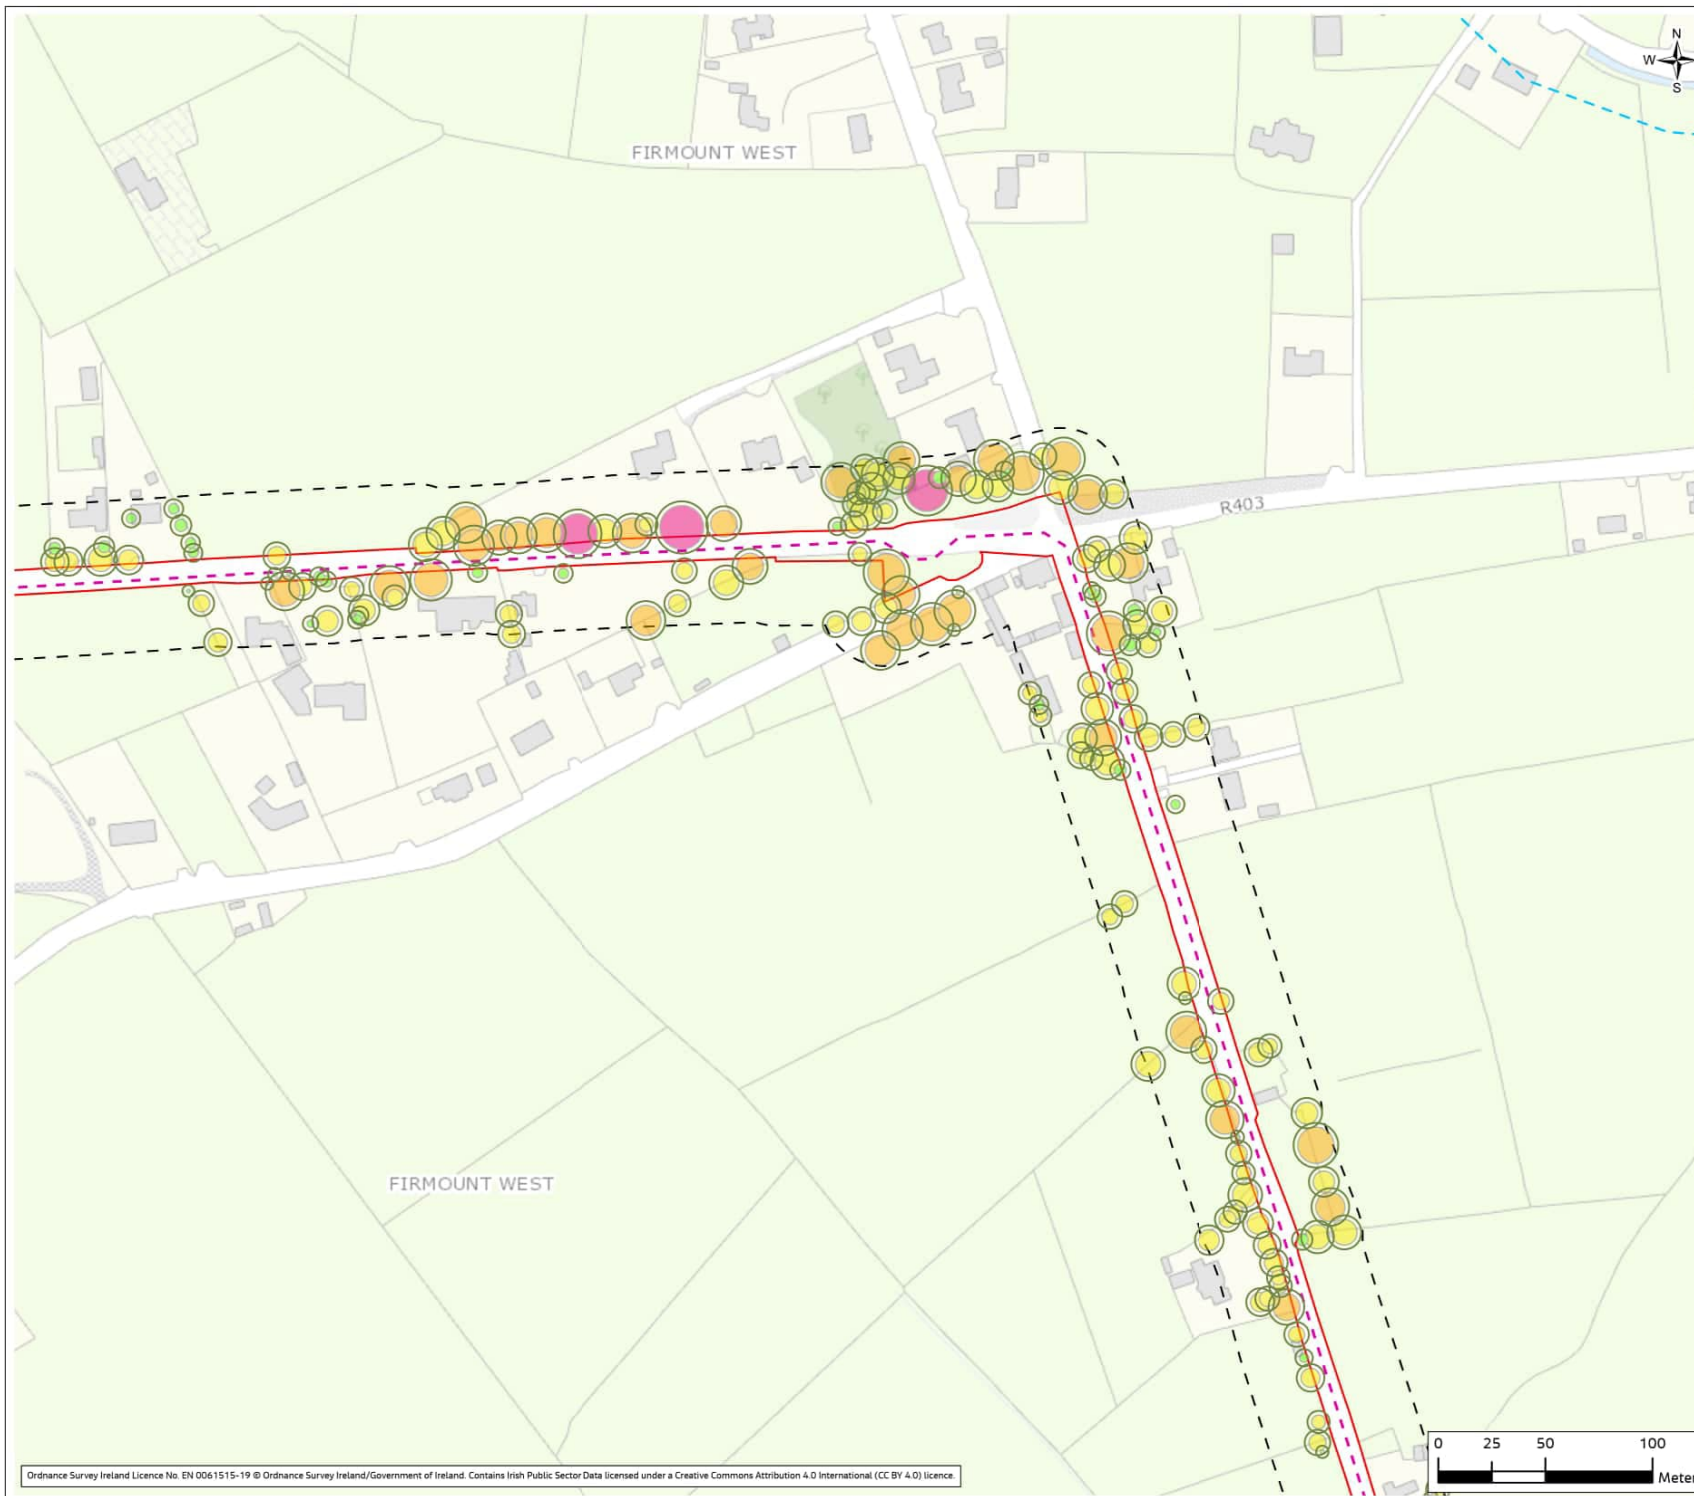 N
W
S
FIRMOUNT WEST
R403
FIRMOUNT WEST
0 25 50 100
Meter
Ordnance Survey Ireland Licence No. EN 0061515-19 © Ordnance Survey Ireland/Government of Ireland. Contains Irish Public Sector Data licensed under a Creative Commons Attribution 4.0 International (CC BY 4.0) licence.